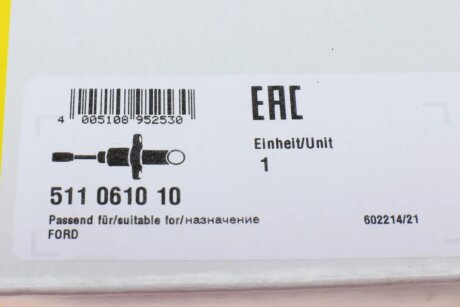 4 005108 952530
EAC
Einheit/Unit
1
511 0610 10
Passend für/suitable for/назначение
FORD
602214/21